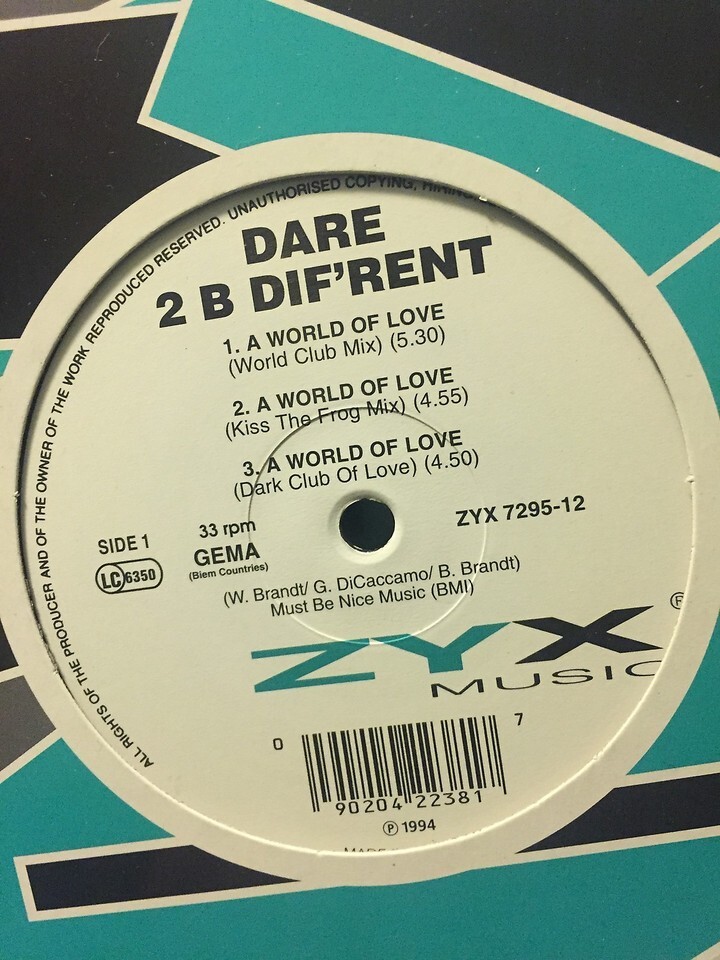 ALL RIGHTS OF THE PRODUCER AND OF THE OWNER OF THE WORK REPRODUCED RESERVED. UNAUTHORISED COPYING, HIRING,
DARE
2 B DIF'RENT
1. A WORLD OF LOVE
(World Club Mix) (5.30)
2. A WORLD OF LOVE
(Kiss The Frog Mix) (4.55)
3. A WORLD OF LOVE
(Dark Club Of Love) (4.50)
SIDE 1
33 rpm
ZYX 7295-12
LC 6350
GEMA
(Biem Countries)
(W. Brandt/ G. DiCaccamo/ B. Brandt)
Must Be Nice Music (BMI)
ZYX ®
MUSIC
0 90204 22381 7
℗ 1994